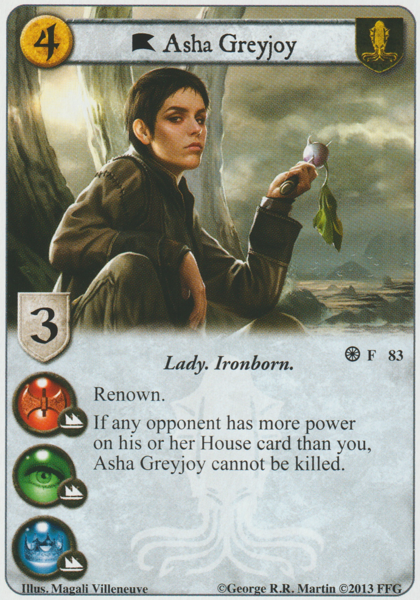 4
Asha Greyjoy
3
Lady. Ironborn.
F 83
Renown.
If any opponent has more power
on his or her House card than you,
Asha Greyjoy cannot be killed.
Illus. Magali Villeneuve
©George R.R. Martin ©2013 FFG